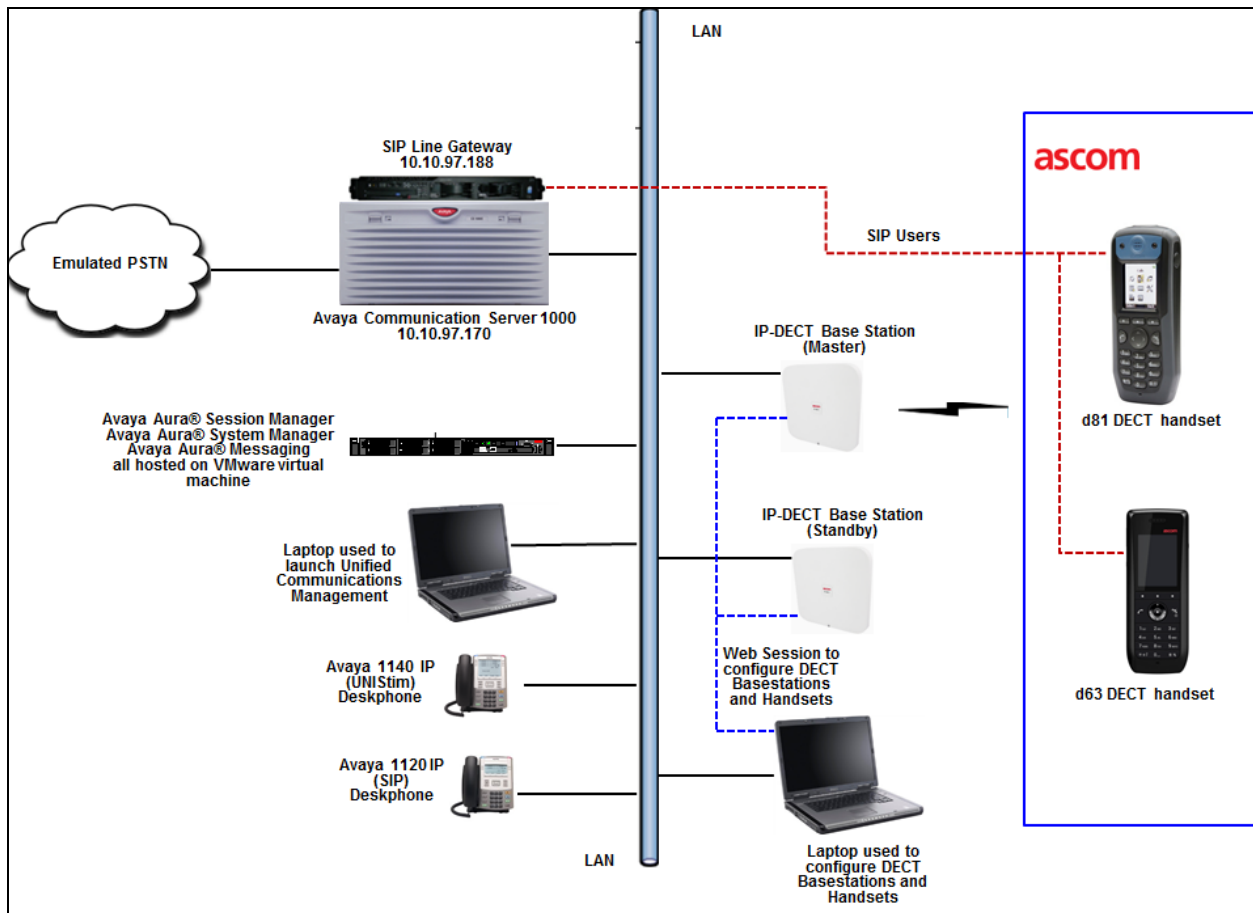 LAN
SIP Line Gateway
10.10.97.188
ascom
SIP Users
Emulated PSTN
Avaya Communication Server 1000
10.10.97.170
IP-DECT Base Station
(Master)
d81 DECT handset
Avaya Aura® Session Manager
Avaya Aura® System Manager
Avaya Aura® Messaging
all hosted on VMware virtual
machine
IP-DECT Base Station
(Standby)
Laptop used to
launch Unified
Communications
Management
ascom
Web Session to
configure DECT
Basestations
and Handsets
d63 DECT handset
Avaya 1140 IP
(UNIStim)
Deskphone
Avaya 1120 IP
(SIP)
Deskphone
LAN
Laptop used to
configure DECT
Basestations and
Handsets